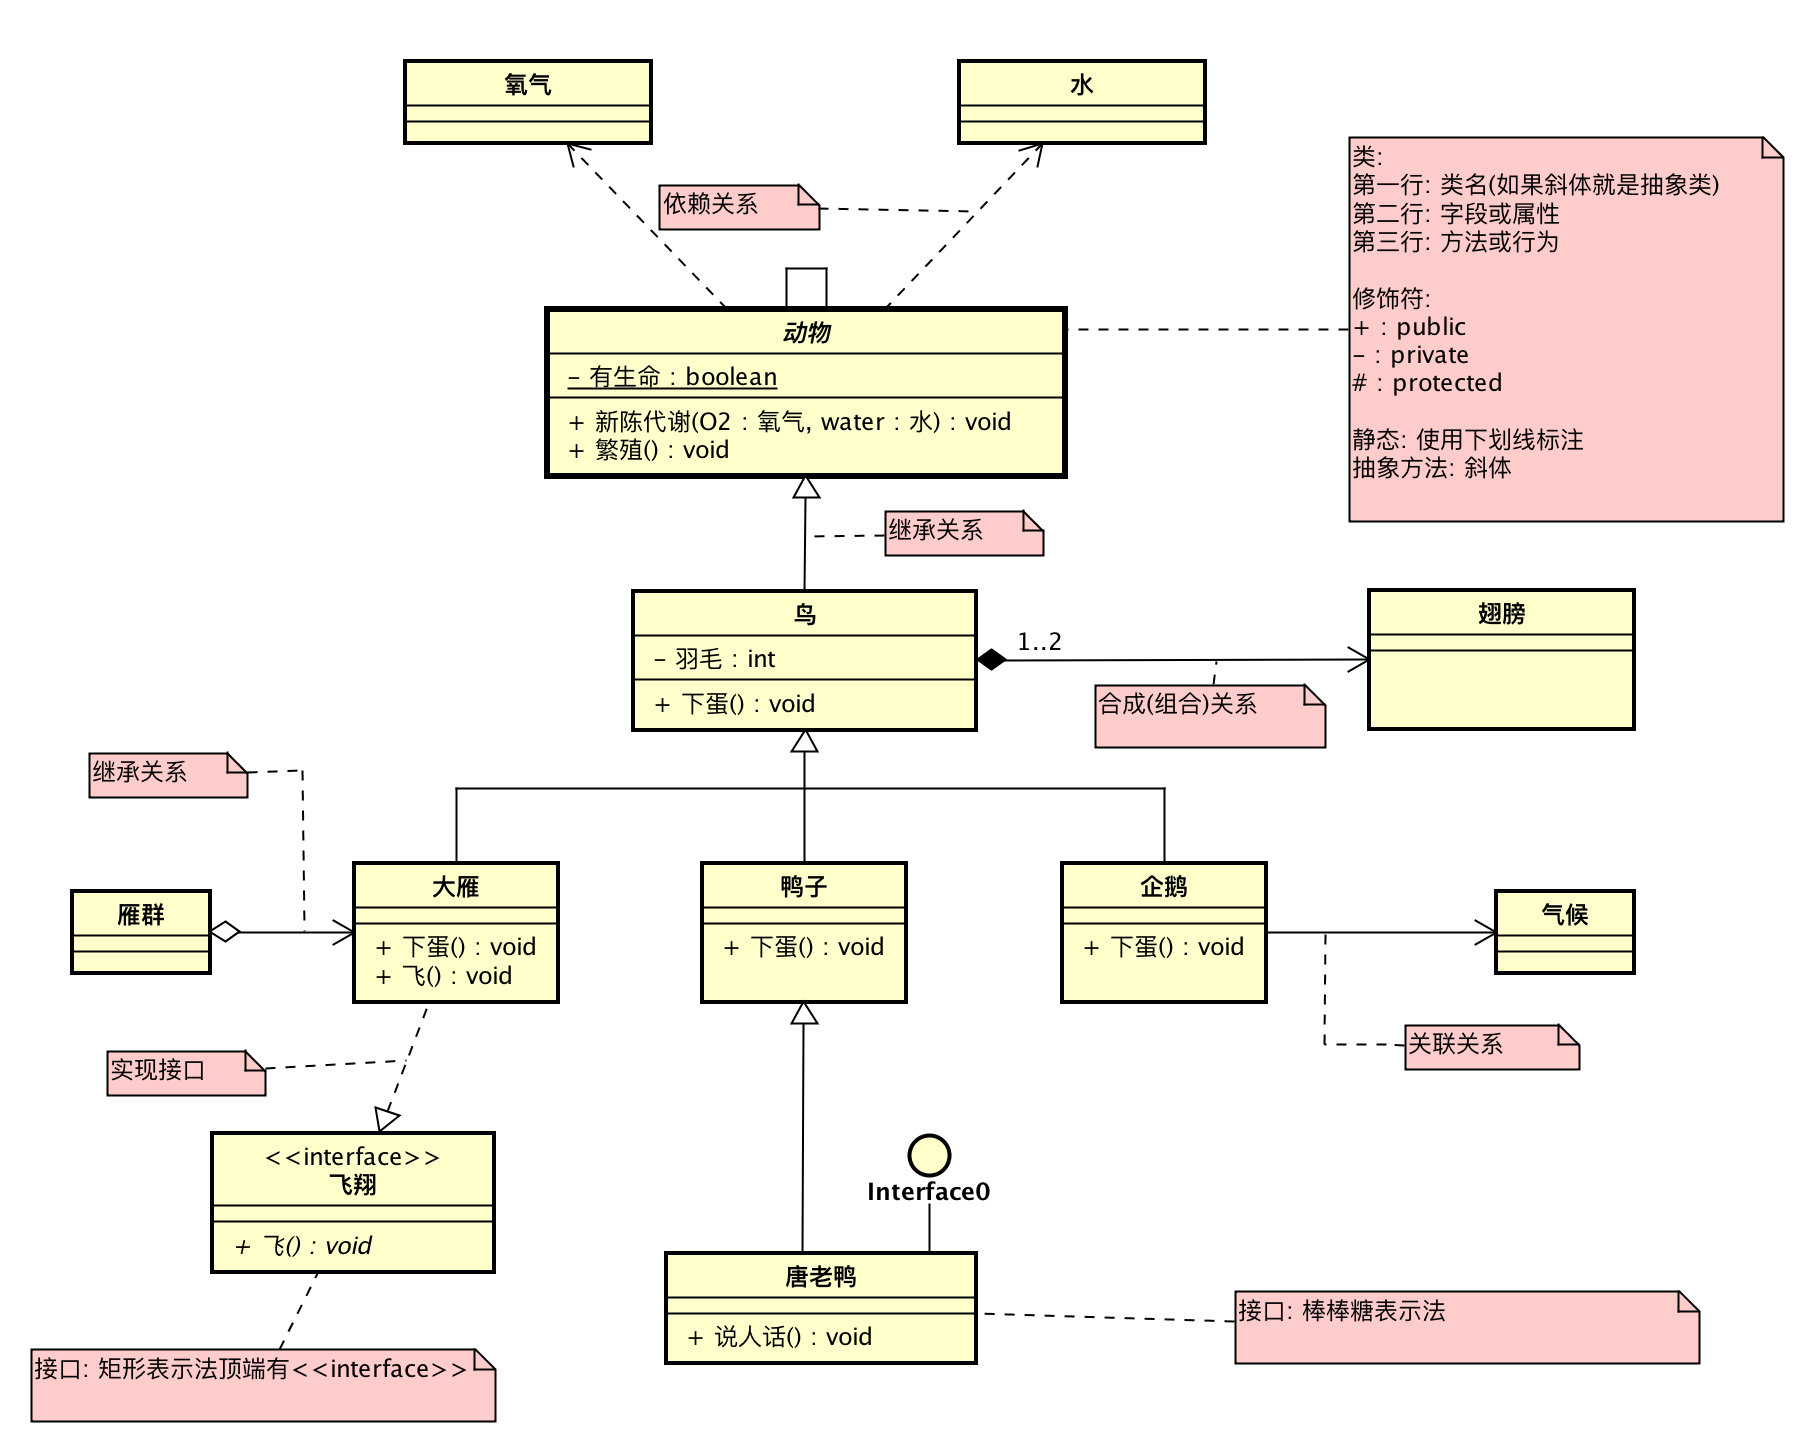 氧气
水
依赖关系
类:
第一行: 类名(如果斜体就是抽象类)
第二行: 字段或属性
第三行: 方法或行为
修饰符:
+ : public
- : private
# : protected
静态: 使用下划线标注
抽象方法: 斜体
动物
- 有生命 : boolean
+ 新陈代谢(O2 : 氧气, water : 水) : void
+ 繁殖() : void
继承关系
鸟
- 羽毛 : int
+ 下蛋() : void
1..2
翅膀
合成(组合)关系
继承关系
雁群
大雁
+ 下蛋() : void
+ 飞() : void
鸭子
+ 下蛋() : void
企鹅
+ 下蛋() : void
气候
关联关系
实现接口
<<interface>>
飞翔
+ 飞() : void
Interface0
唐老鸭
+ 说人话() : void
接口: 棒棒糖表示法
接口: 矩形表示法顶端有<<interface>>